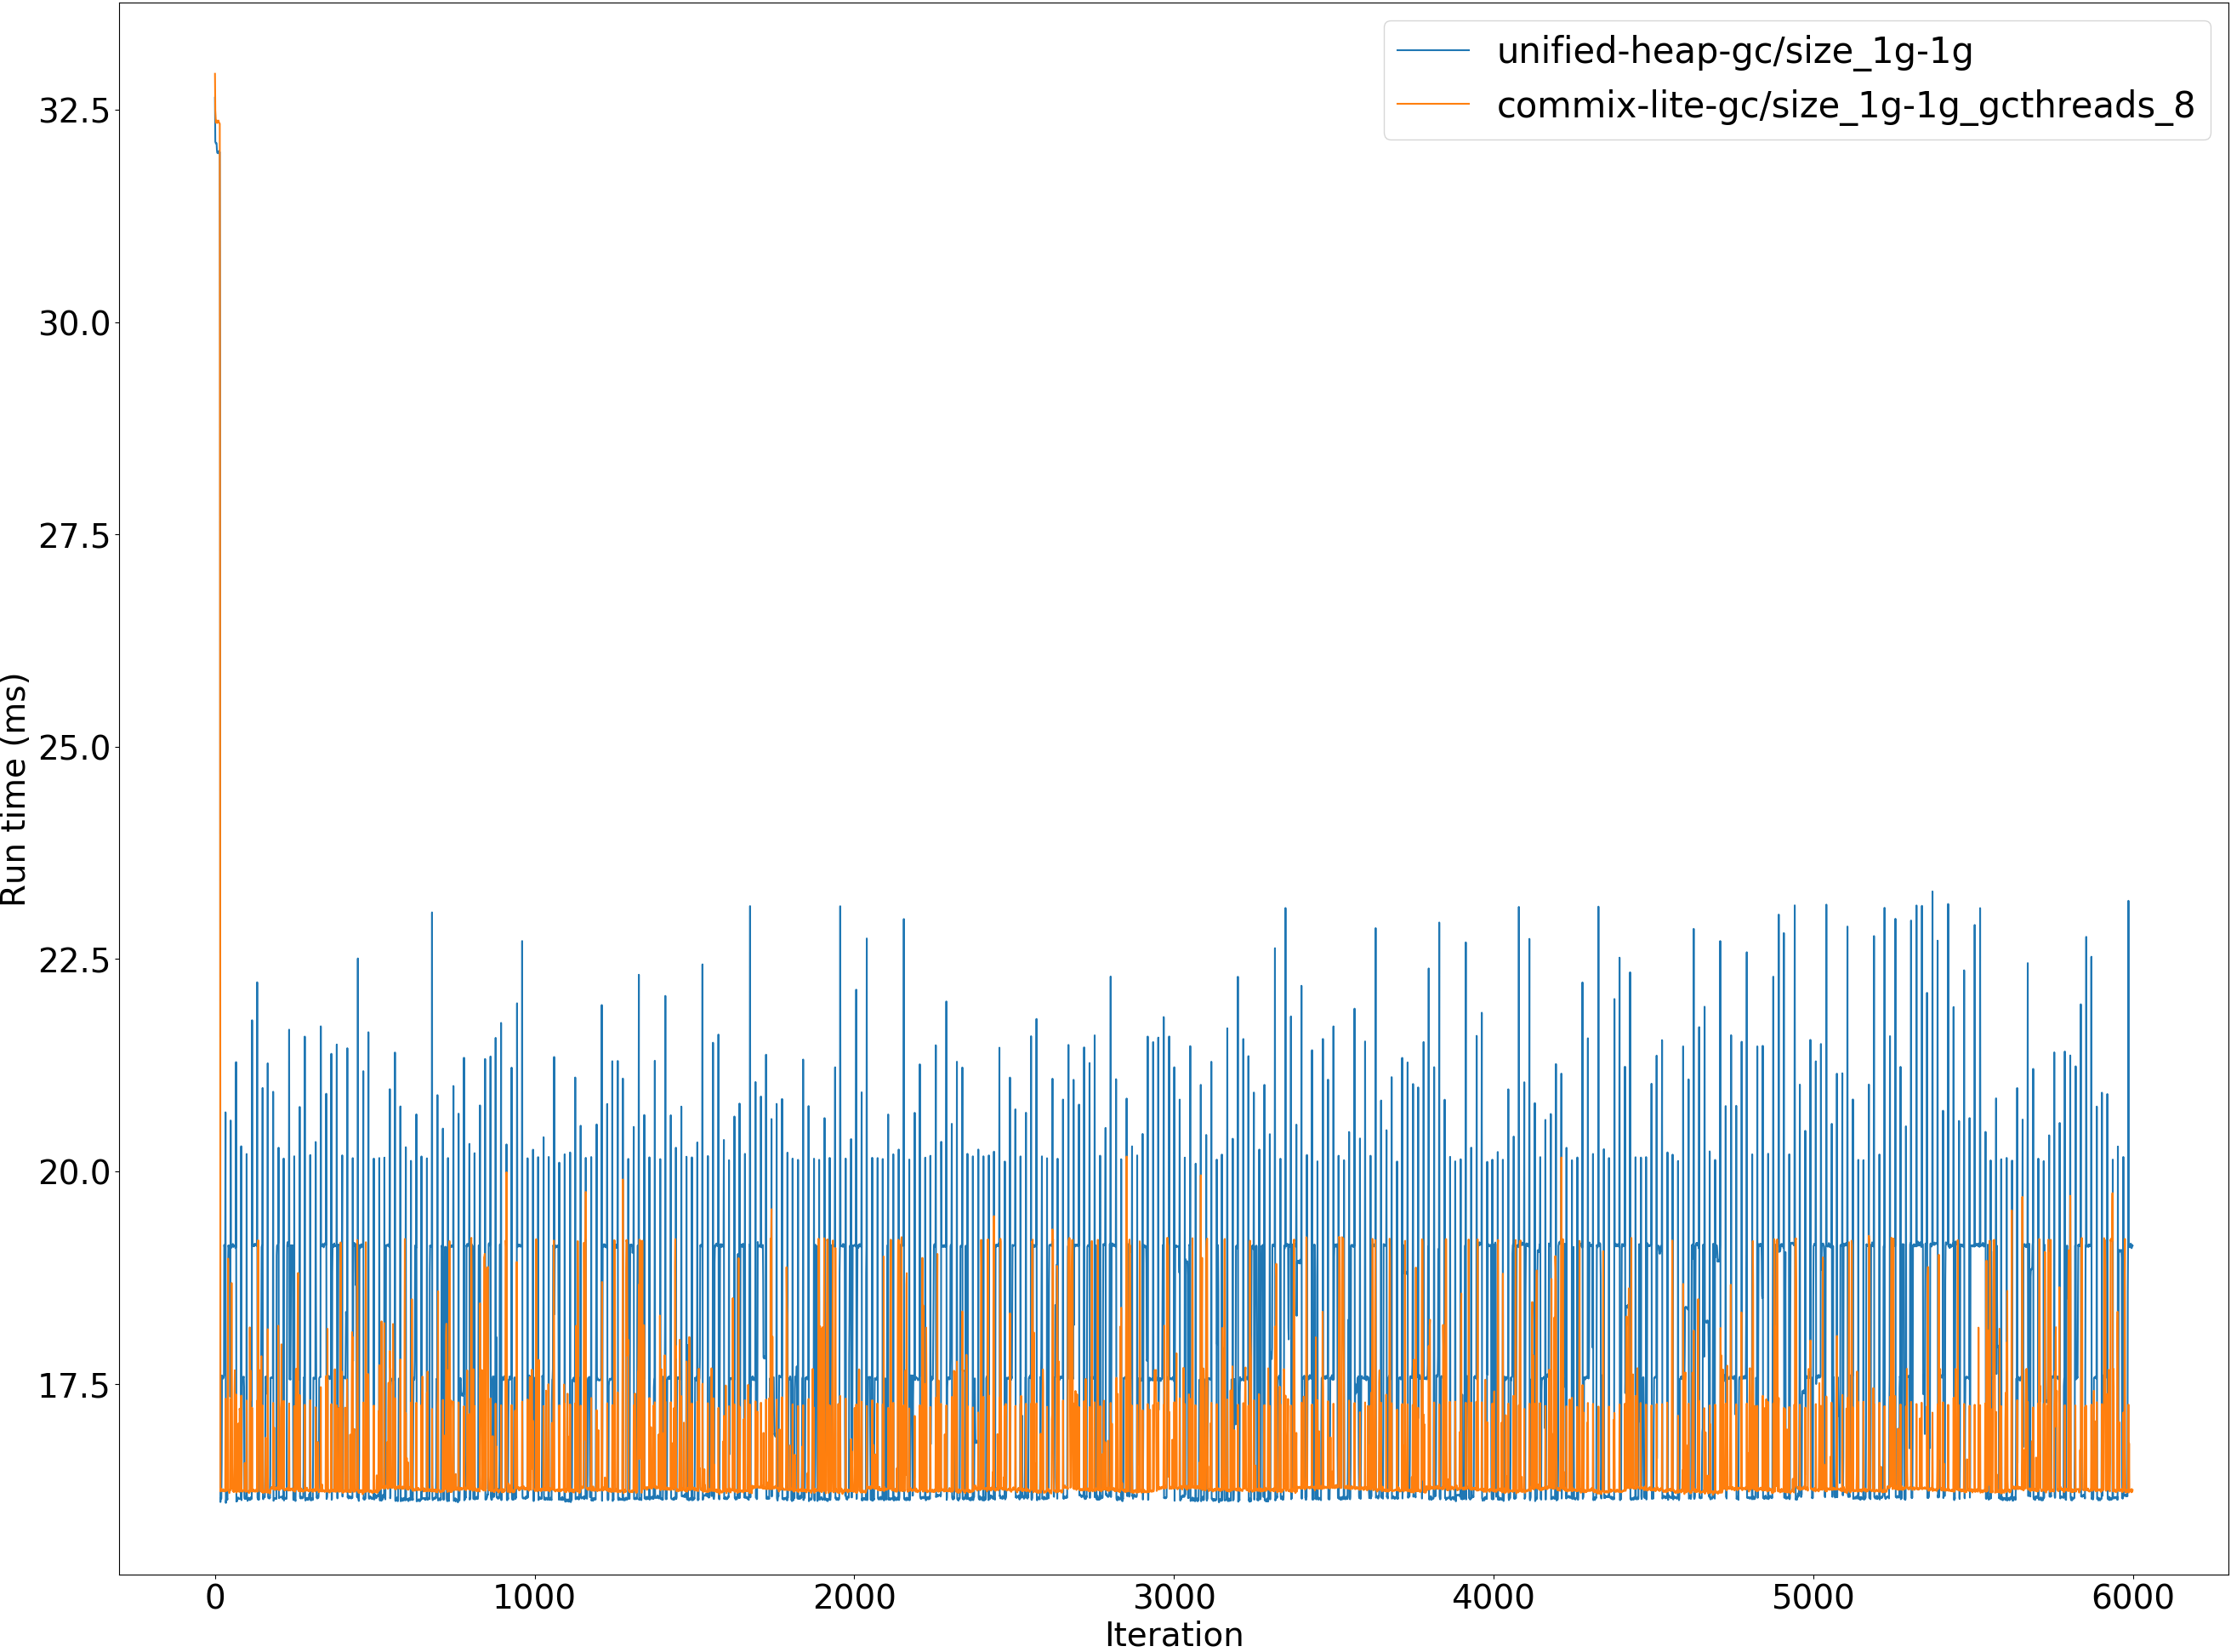 unified-heap-gc/size_1g-1g
commix-lite-gc/size_1g-1g_gcthreads_8
32.5
30.0
27.5
25.0
22.5
20.0
17.5
Run time (ms)
0 1000 2000 3000 4000 5000 6000
Iteration